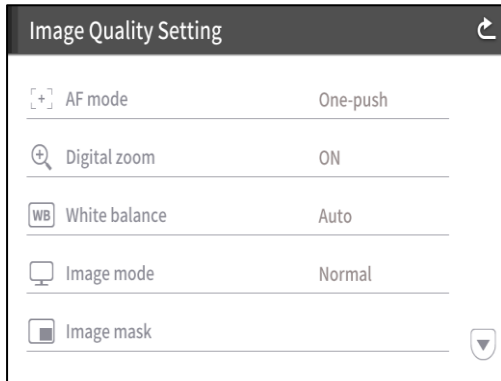 Image Quality Setting
AF mode One-push
Digital zoom ON
WB White balance Auto
Image mode Normal
Image mask